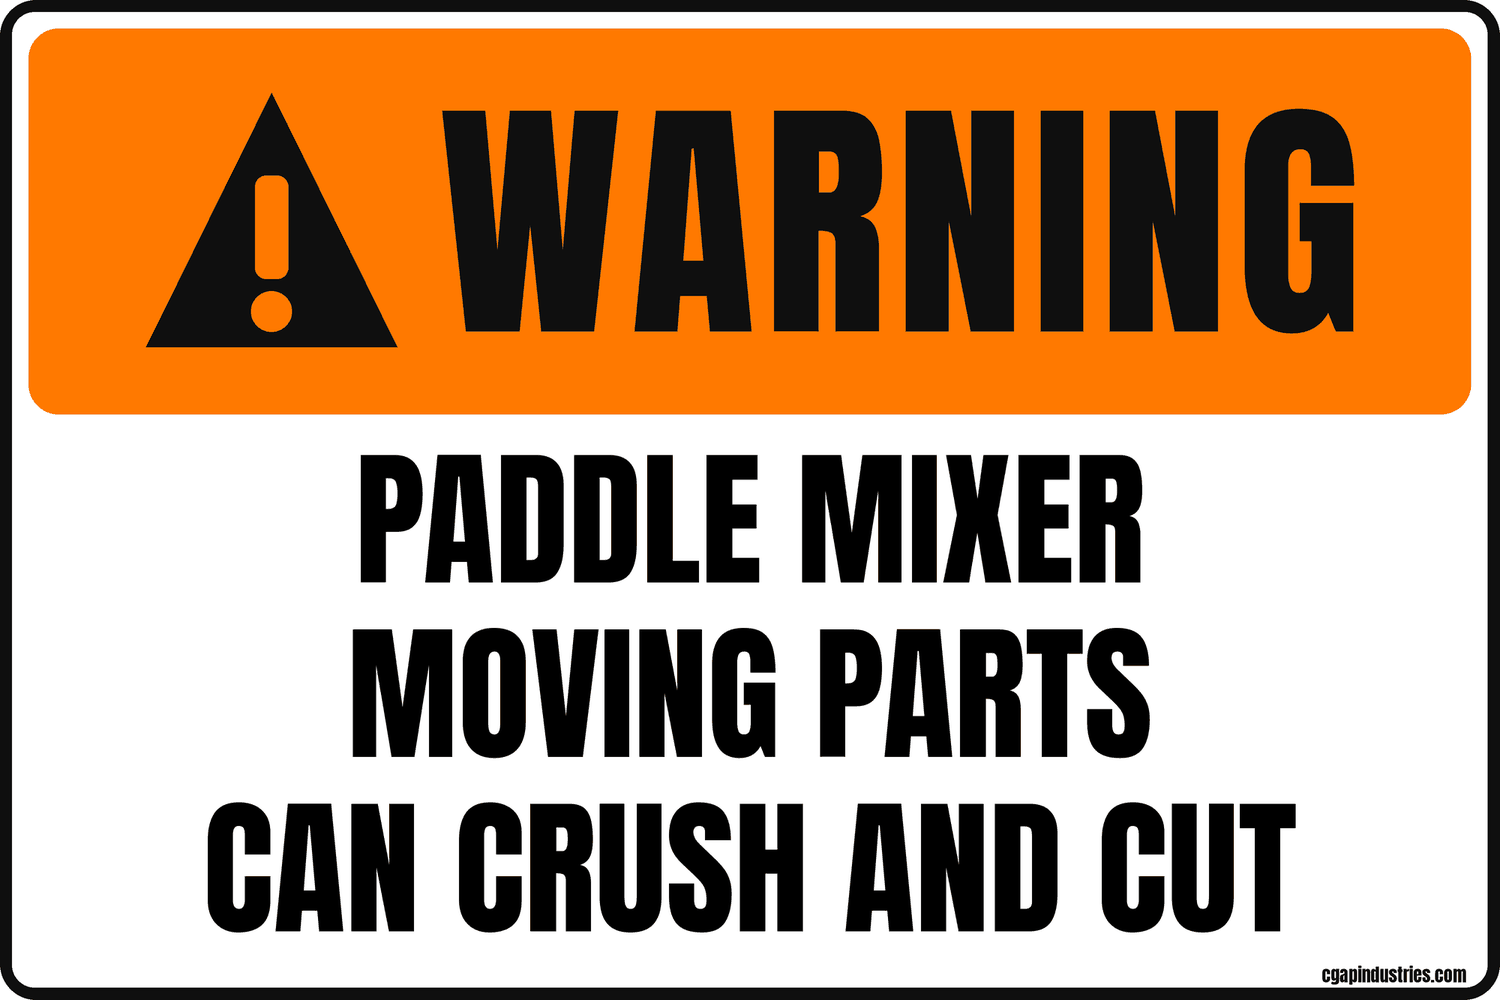 WARNING
PADDLE MIXER
MOVING PARTS
CAN CRUSH AND CUT
cgapindustries.com